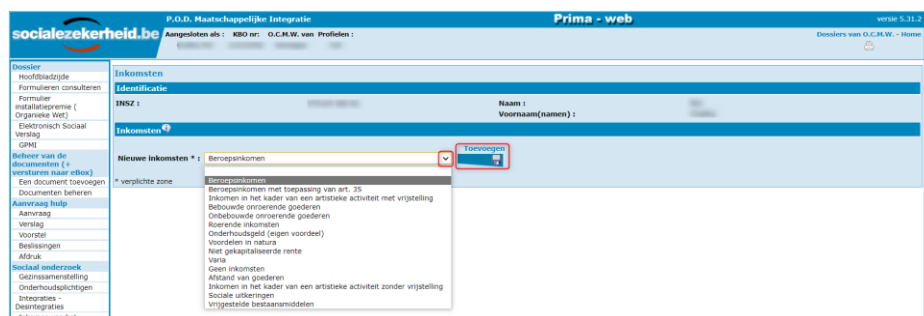 P.O.D. Maatschappelijke Integratie
Prima - web
versie 5.31.2
socialezekerheid.be
Aangesloten als : KBO nr: O.C.M.W. van Profielen :
Dossiers van O.C.M.W. - Home
Dossier
Hoofdbladzijde
Formulieren consulteren
Formulier
installatiepremie (
Organieke Wet)
Elektronisch Sociaal
Verslag
GPMI
Beheer van de
documenten (+
versturen naar eBox)
Een document toevoegen
Documenten beheren
Aanvraag hulp
Aanvraag
Verslag
Voorstel
Beslissingen
Afdruk
Sociaal onderzoek
Gezinssamenstelling
Onderhoudsplichtigen
Integraties -
Desintegraties
Inkomsten
Identificatie
INSZ :
Naam :
Voornaam(namen) :
Inkomsten
Nieuwe inkomsten * : Beroepsinkomen
Toevoegen
* verplichte zone
Beroepsinkomen
Beroepsinkomen met toepassing van art. 35
Inkomen in het kader van een artistieke activiteit met vrijstelling
Bebouwde onroerende goederen
Onbebouwde onroerende goederen
Roerende inkomsten
Onderhoudsgeld (eigen voordeel)
Voordelen in natura
Niet gekapitaliseerde rente
Varia
Geen inkomsten
Afstand van goederen
Inkomen in het kader van een artistieke activiteit zonder vrijstelling
Sociale uitkeringen
Vrijgestelde bestaansmiddelen